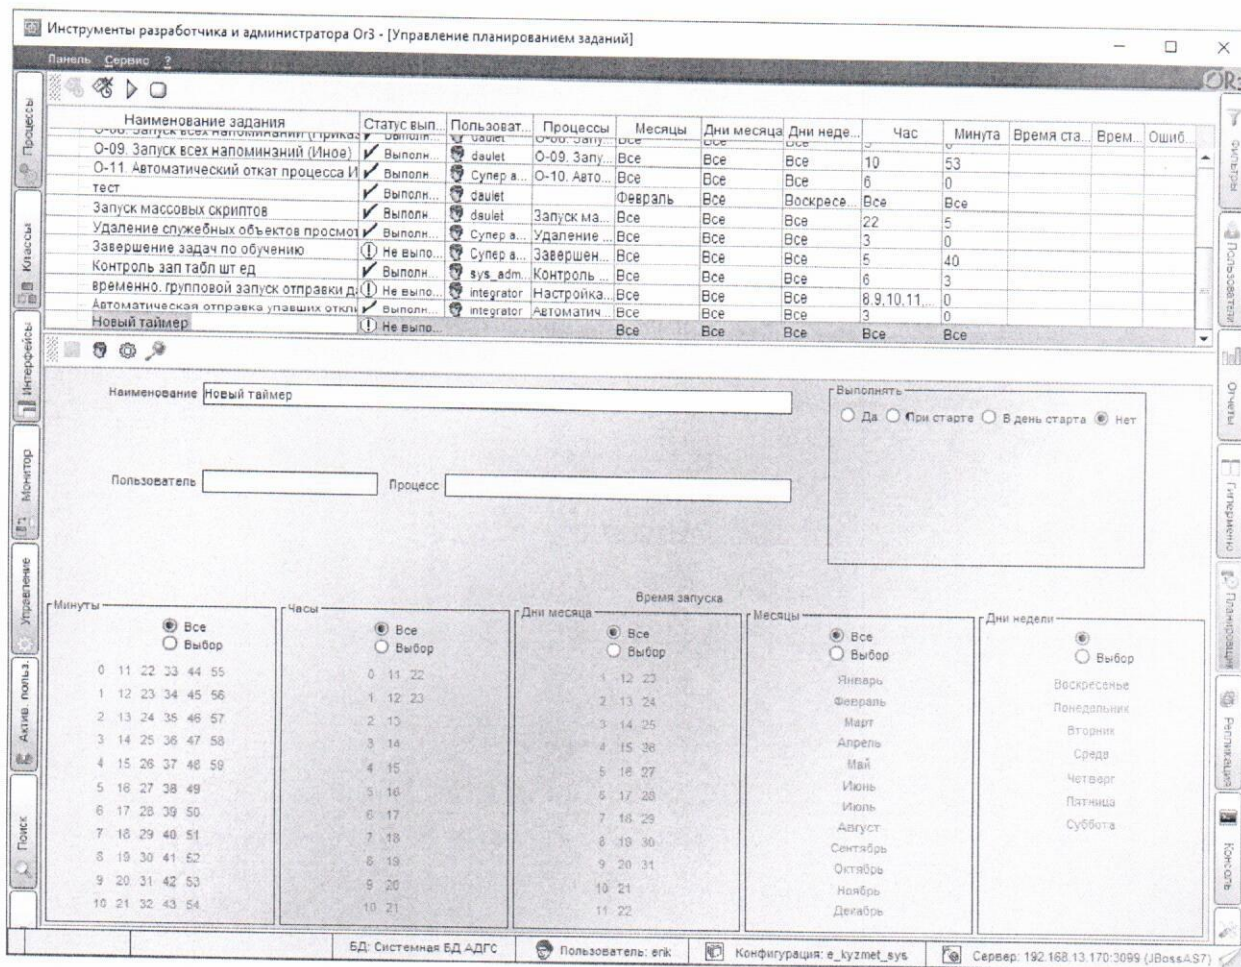 Инструменты разработчика и администратора Or3 - [Управление планированием заданий]
Панель Сервис ?
OR3
Наименование задания Статус вып... Пользоват... Процессы Месяцы Дни месяца Дни неде... Час Минута Время ста... Врем... Ошиб...
О-09. Запуск всех напоминаний (Иное) Выполн... daulet О-09. Запу... Все Все Все 10 53
О-11. Автоматический откат процесса И Выполн... Супер а... О-10. Авто... Все Все Все 6 0
тест Выполн... daulet Февраль Все Воскресе... Все Все
Запуск массовых скриптов Выполн... daulet Запуск ма... Все Все Все 22 5
Удаление служебных объектов просмот Выполн... Супер а... Удаление ... Все Все Все 3 0
Завершение задач по обучению Не выпо... Супер а... Завершен... Все Все Все 5 40
Контроль зап табл шт ед Выполн... sys_adm... Контроль ... Все Все Все 6 3
временно. групповой запуск отправки д Не выпо... integrator Настройка... Все Все Все 8,9,10,11,... 0
Автоматическая отправка упавших откл Выполн... integrator Автоматич... Все Все Все 3 0
Новый таймер Не выпо... Все Все Все Все Все
Наименование Новый таймер
Выполнять
Да При старте В день старта Нет
Пользователь Процесс
Время запуска
Минуты
Все
Выбор
0 11 22 33 44 55
1 12 23 34 45 56
2 13 24 35 46 57
3 14 25 36 47 58
4 15 26 37 48 59
5 16 27 38 49
6 17 28 39 50
7 18 29 40 51
8 19 30 41 52
9 20 31 42 53
10 21 32 43 54
Часы
Все
Выбор
0 11 22
1 12 23
2 13
3 14
4 15
5 16
6 17
7 18
8 19
9 20
10 21
Дни месяца
Все
Выбор
1 12 23
2 13 24
3 14 25
4 15 26
5 16 27
6 17 28
7 18 29
8 19 30
9 20 31
10 21
11 22
Месяцы
Все
Выбор
Январь
Февраль
Март
Апрель
Май
Июнь
Июль
Август
Сентябрь
Октябрь
Ноябрь
Декабрь
Дни недели
Выбор
Воскресенье
Понедельник
Вторник
Среда
Четверг
Пятница
Суббота
Процессы
Классы
Интерфейсы
Монитор
Управление
Актив. польз.
Поиск
Фильтры
Пользователи
Отчеты
Гиперменю
Планировщик
Репликация
Консоль
БД: Системная БД АДГС Пользователь: erik Конфигурация: e_kyzmet_sys Сервер: 192.168.13.170:3099 (JBossAS7)